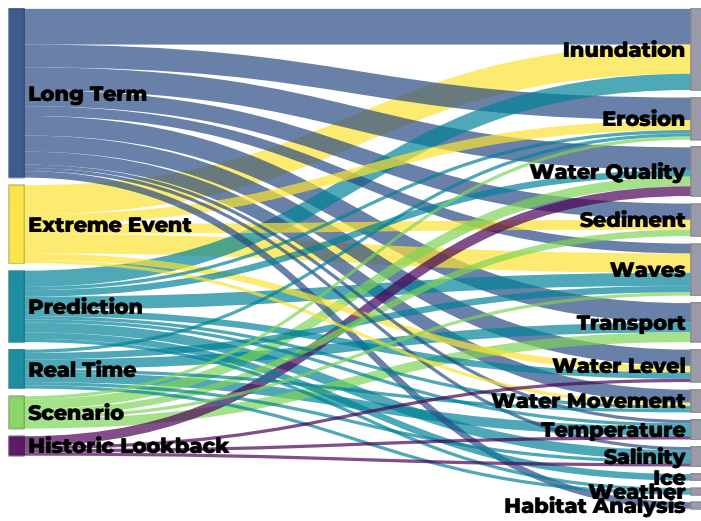 Long Term
Extreme Event
Prediction
Real Time
Scenario
Historic Lookback
Inundation
Erosion
Water Quality
Sediment
Waves
Transport
Water Level
Water Movement
Temperature
Salinity
Ice
Weather
Habitat Analysis